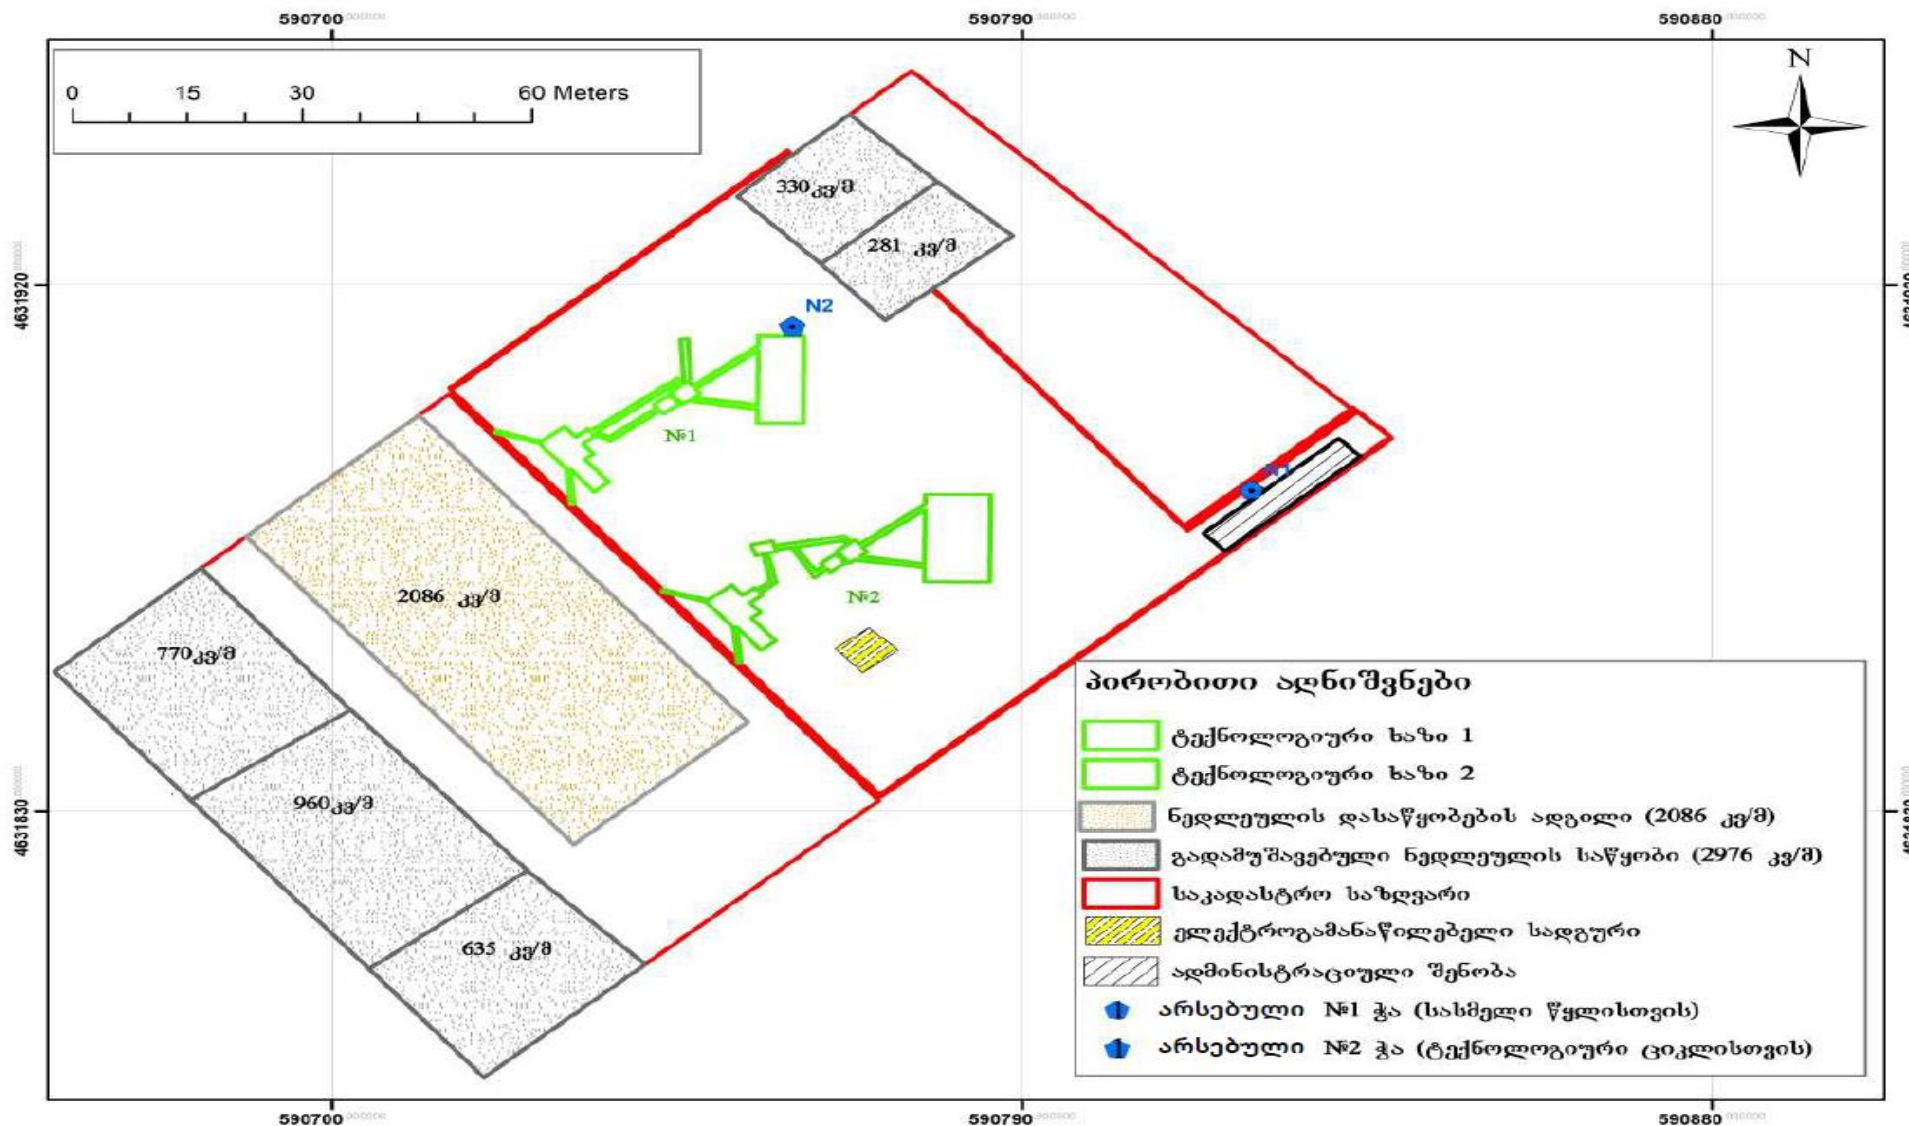 590700 590790 590880
N
0 15 30 60 Meters
330 კვ/მ
281 კვ/მ
4631920
N2
№1
N1
2086 კვ/მ
№2
770 კვ/მ
960 კვ/მ
4631830
635 კვ/მ
პირობითი აღნიშვნები
ტექნოლოგიური ხაზი 1
ტექნოლოგიური ხაზი 2
ნედლეულის დასაწყობების ადგილი (2086 კვ/მ)
გადამუშავებული ნედლეულის საწყობი (2976 კვ/მ)
საკადასტრო საზღვარი
ელექტროგამანაწილებელი სადგური
ადმინისტრაციული შენობა
არსებული №1 ჭა (სასმელი წყლისთვის)
არსებული №2 ჭა (ტექნოლოგიური ციკლისთვის)
590700 590790 590880